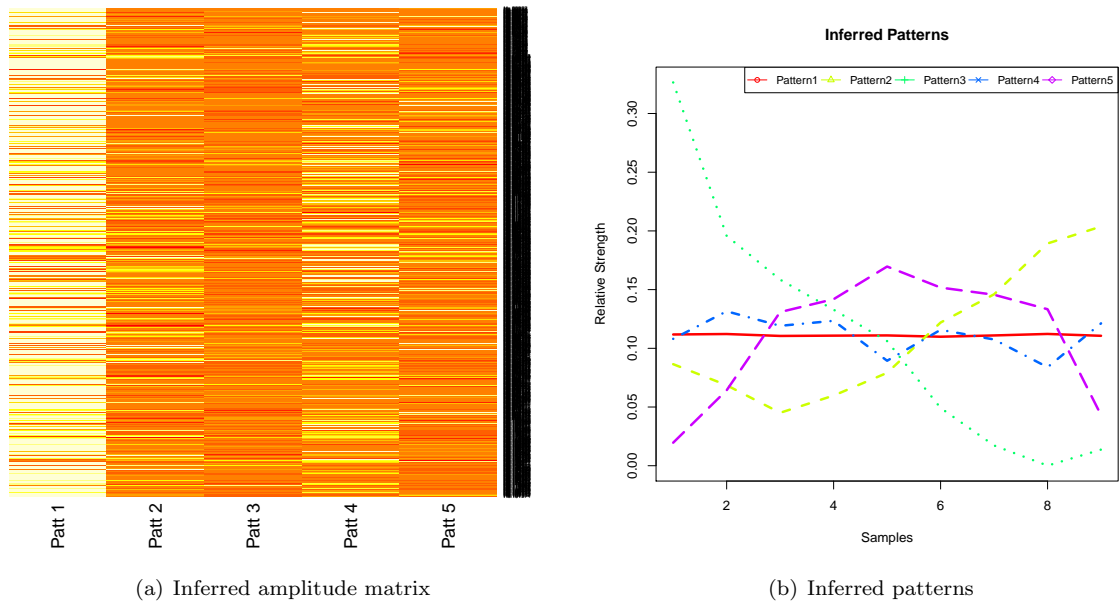 Patt 1
Patt 2
Patt 3
Patt 4
Patt 5
(a) Inferred amplitude matrix
Inferred Patterns
Pattern1 Pattern2 Pattern3 Pattern4 Pattern5
Relative Strength
0.30
0.25
0.20
0.15
0.10
0.05
0.00
2 4 6 8
Samples
(b) Inferred patterns